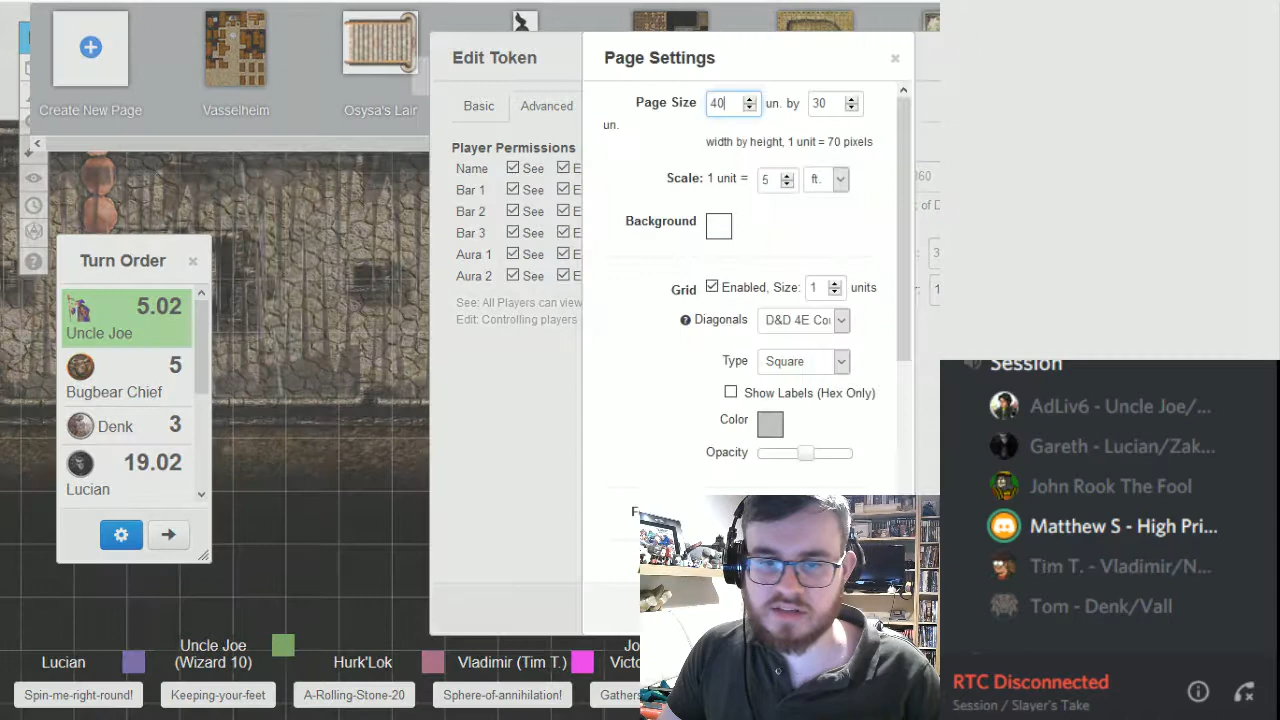 Create New Page
Vasselheim
Osysa's Lair
Edit Token
Page Settings
Basic
Advanced
Page Size 40 un. by 30
un.
width by height, 1 unit = 70 pixels
Player Permissions
Name See E
Bar 1 See E
Bar 2 See E
Bar 3 See E
Aura 1 See E
Aura 2 See E
See: All Players can view
Edit: Controlling players
Scale: 1 unit = 5 ft.
Background
Grid Enabled, Size: 1 units
Diagonals D&D 4E Co
Type Square
Show Labels (Hex Only)
Color
Opacity
060
of D
Turn Order
5.02
Uncle Joe
5
Bugbear Chief
Denk 3
19.02
Lucian
Session
AdLiv6 - Uncle Joe/...
Gareth - Lucian/Zak...
John Rook The Fool
Matthew S - High Pri...
Tim T. - Vladimir/N...
Tom - Denk/Vall
RTC Disconnected
Session / Slayer's Take
Lucian
Uncle Joe
(Wizard 10)
Hurk'Lok
Vladimir (Tim T.)
Jo
Victo
Spin-me-right-round!
Keeping-your-feet
A-Rolling-Stone-20
Sphere-of-annihilation!
Gathers